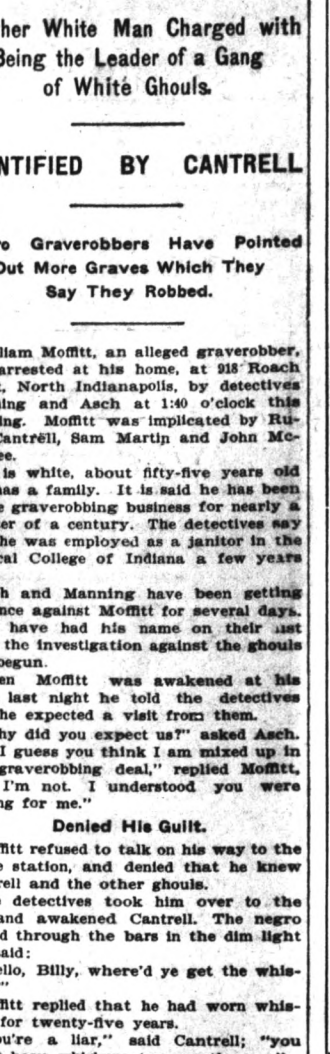 her White Man Charged with
Being the Leader of a Gang
of White Ghouls.
NTIFIED BY CANTRELL
o Graverobbers Have Pointed
Out More Graves Which They
Say They Robbed.
liam Moffitt, an alleged graverobber,
arrested at his home, at 918 Roach
t, North Indianapolis, by detectives
ing and Asch at 1:40 o'clock this
ing. Moffitt was implicated by Ru-
Cantrell, Sam Martin and John Mc-
ee.
is white, about fifty-five years old
has a family. It is said he has been
e graverobbing business for nearly a
er of a century. The detectives say
he was employed as a janitor in the
cal College of Indiana a few years
h and Manning have been getting
nce against Moffitt for several days.
have had his name on their list
the investigation against the ghouls
begun.
en Moffitt was awakened at his
last night he told the detectives
he expected a visit from them.
hy did you expect us?" asked Asch.
I guess you think I am mixed up in
graverobbing deal," replied Moffitt,
I'm not. I understood you were
ng for me."
Denied His Guilt.
fitt refused to talk on his way to the
e station, and denied that he knew
rell and the other ghouls.
detectives took him over to the
and awakened Cantrell. The negro
d through the bars in the dim light
said:
llo, Billy, where'd ye get the whis-
"
fitt replied that he had worn whis-
for twenty-five years.
ou're a liar," said Cantrell; "you